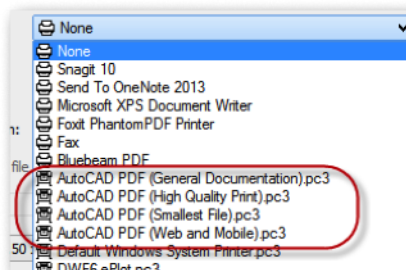 None
None
Snagit 10
Send To OneNote 2013
Microsoft XPS Document Writer
Foxit PhantomPDF Printer
n:
Fax
Bluebeam PDF
file
AutoCAD PDF (General Documentation).pc3
AutoCAD PDF (High Quality Print).pc3
AutoCAD PDF (Smallest File).pc3
AutoCAD PDF (Web and Mobile).pc3
50 :
Default Windows System Printer.pc3
DWF6 ePlot.pc3